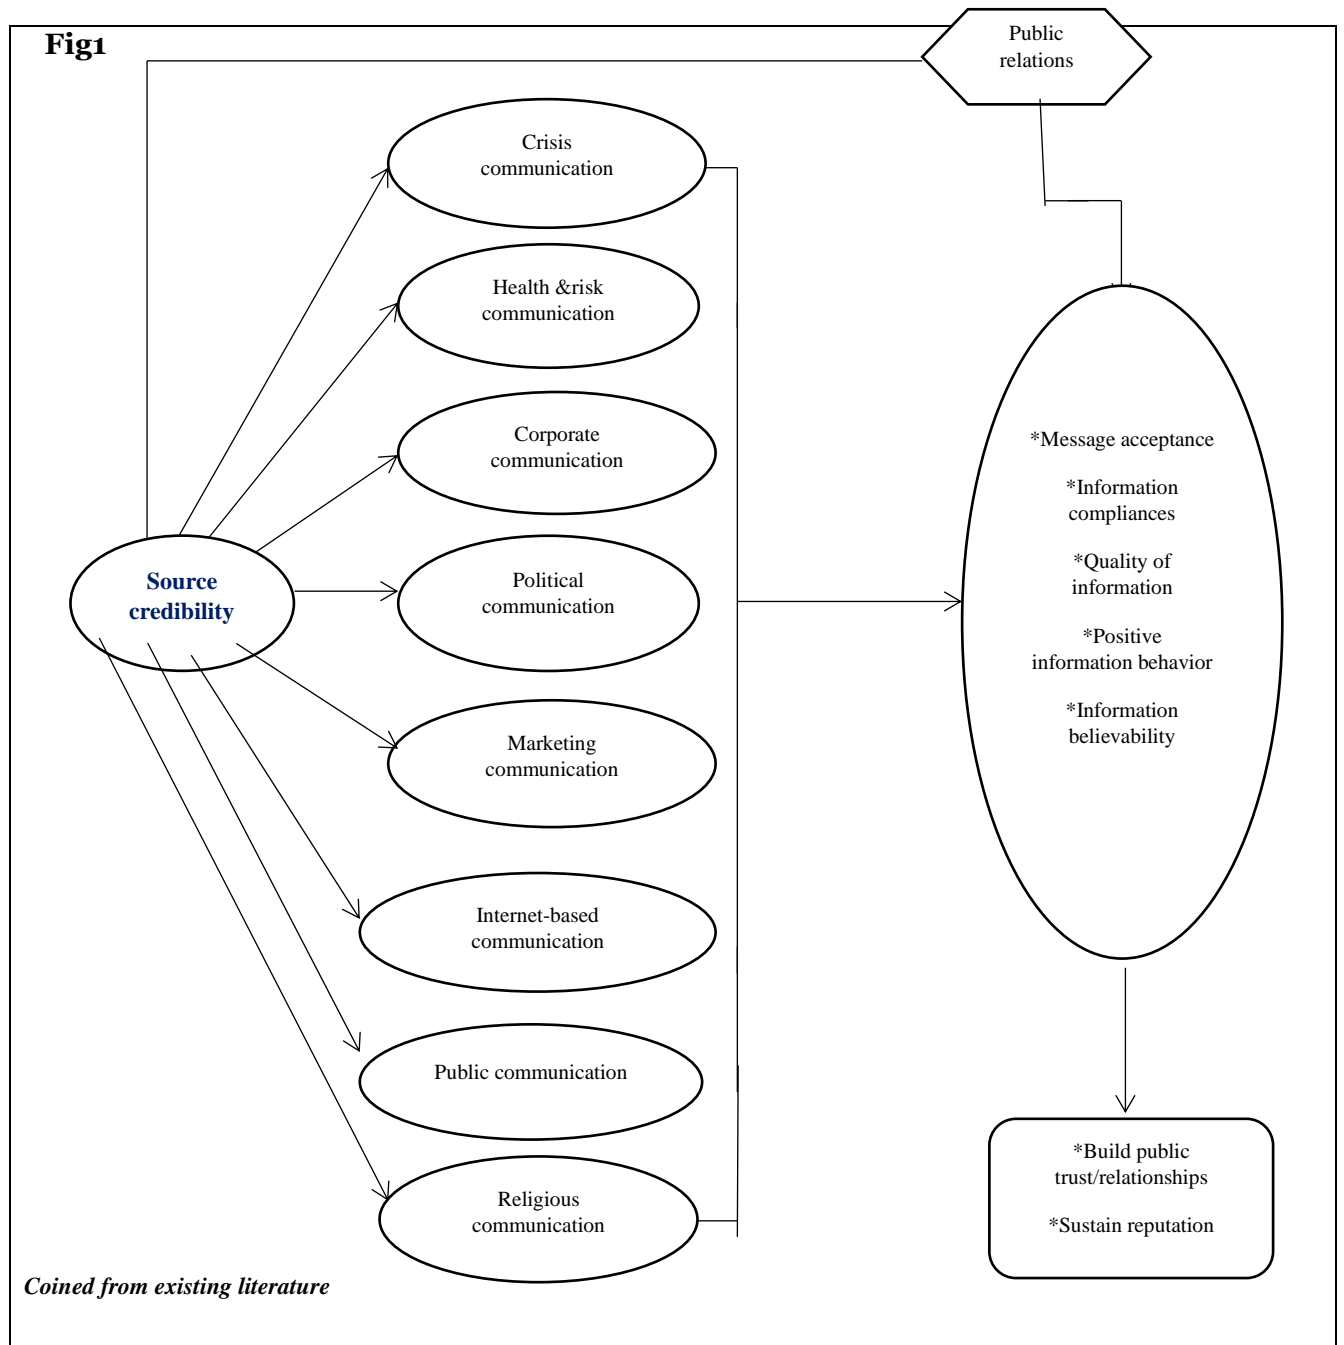 Fig1
Public
relations
Crisis
communication
Health &risk
communication
Corporate
communication
Source
credibility
Political
communication
Marketing
communication
Internet-based
communication
Public communication
Religious
communication
*Message acceptance
*Information
compliances
*Quality of
information
*Positive
information behavior
*Information
believability
*Build public
trust/relationships
*Sustain reputation
Coined from existing literature